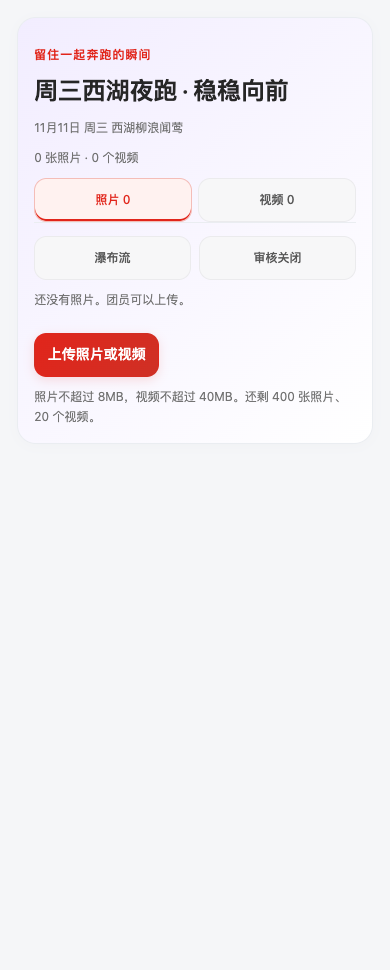 留住一起奔跑的瞬间
周三西湖夜跑 · 稳稳向前
11月11日 周三 西湖柳浪闻莺
0 张照片 · 0 个视频
照片 0
视频 0
瀑布流
审核关闭
还没有照片。团员可以上传。
上传照片或视频
照片不超过 8MB，视频不超过 40MB。还剩 400 张照片、
20 个视频。